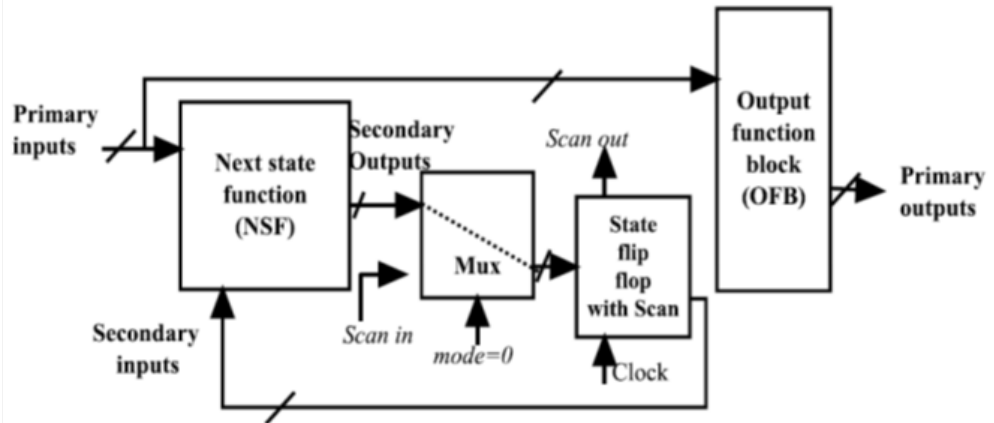 Primary
inputs
Next state
function
(NSF)
Secondary
Outputs
Scan out
Output
function
block
(OFB)
Primary
outputs
Mux
State
flip
flop
with Scan
Scan in
mode=0
Clock
Secondary
inputs